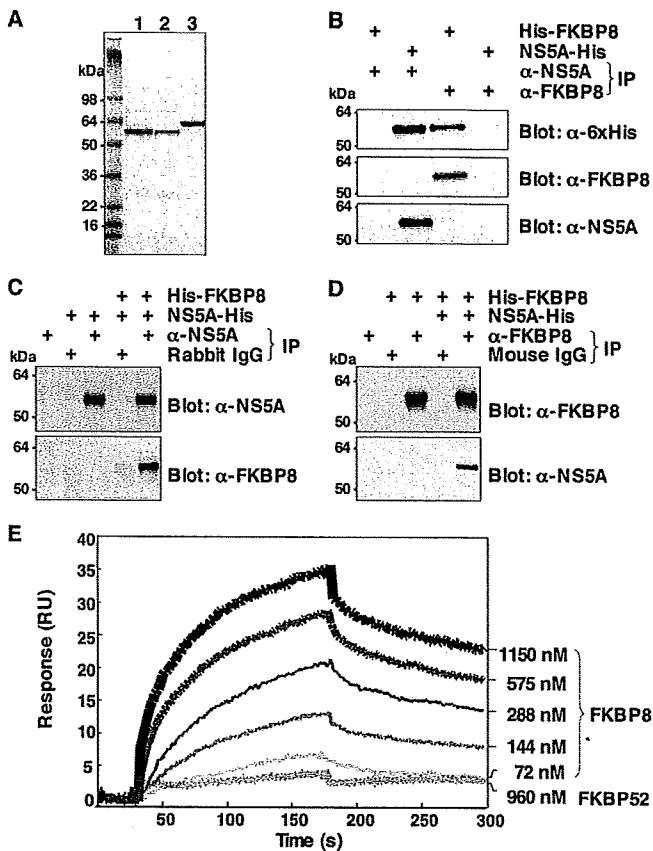 A
1 2 3
kDa
98
64
50
36
22
16
B
+ + His-FKBP8
+ + NS5A-His
+ + α-NS5A
+ + α-FKBP8
} IP
kDa
64
50
Blot: α-6xHis
64
50
Blot: α-FKBP8
64
50
Blot: α-NS5A
C
+ + His-FKBP8
+ + + + NS5A-His
+ + + α-NS5A
+ + Rabbit IgG
} IP
kDa
64
50
Blot: α-NS5A
64
50
Blot: α-FKBP8
D
+ + + + His-FKBP8
+ + NS5A-His
+ + + α-FKBP8
+ + Mouse IgG
} IP
kDa
64
50
Blot: α-FKBP8
64
50
Blot: α-NS5A
E
Response (RU)
40
35
30
25
20
15
10
5
0
50 100 150 200 250 300
Time (s)
1150 nM
575 nM
288 nM
144 nM
72 nM
} FKBP8
960 nM FKBP52